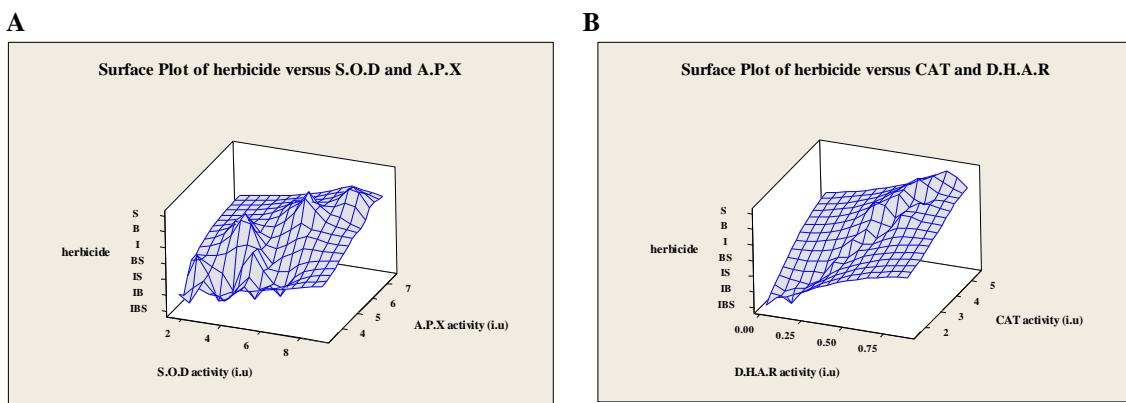 A
Surface Plot of herbicide versus S.O.D and A.P.X
S
B
I
BS
IS
IB
IBS
herbicide
2
4
6
8
S.O.D activity (i.u)
4
5
6
7
A.P.X activity (i.u)
B
Surface Plot of herbicide versus CAT and D.H.A.R
S
B
I
BS
IS
IB
IBS
herbicide
0.00
0.25
0.50
0.75
D.H.A.R activity (i.u)
2
3
4
5
CAT activity (i.u)